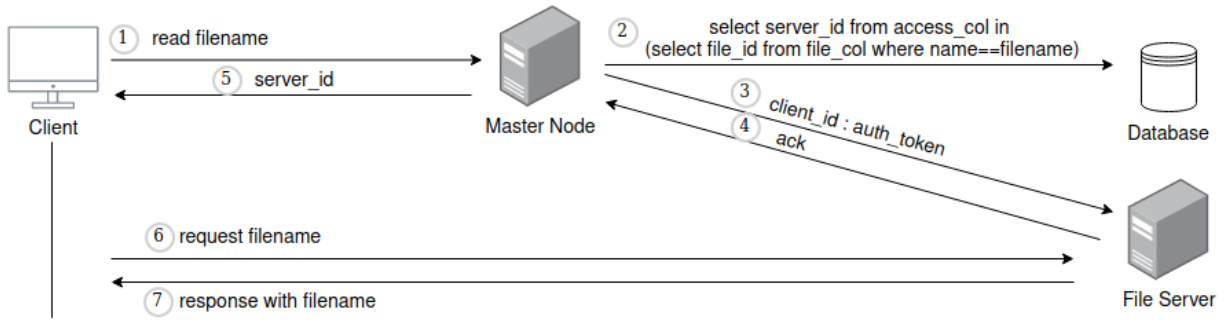 1 read filename
2 select server_id from access_col in
(select file_id from file_col where name==filename)
5 server_id
3 client_id : auth_token
4 ack
Client
Master Node
Database
6 request filename
7 response with filename
File Server